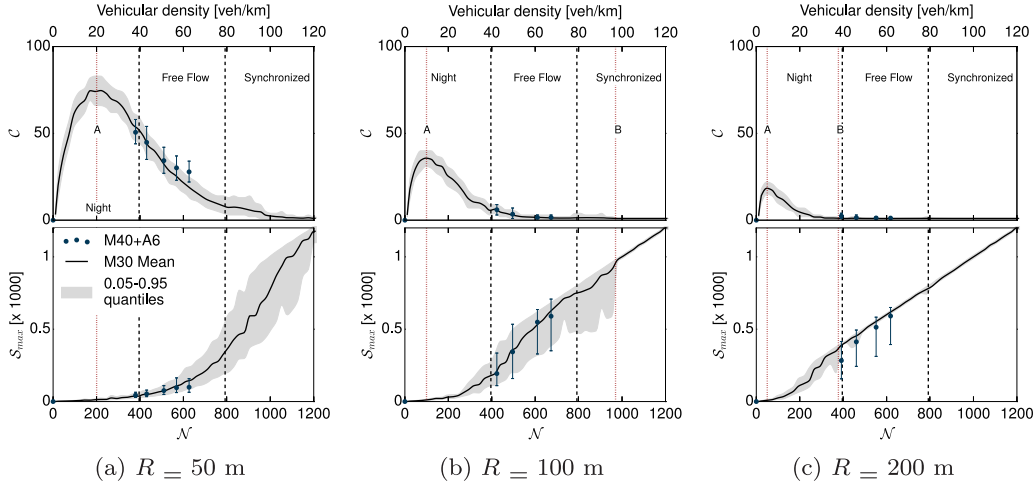 Vehicular density [veh/km]
0 20 40 60 80 100 120
100
50
0
C
A
Night
Free Flow
Synchronized
Vehicular density [veh/km]
0 20 40 60 80 100 120
100
50
0
C
Night
Free Flow
Synchronized
A
B
Vehicular density [veh/km]
0 20 40 60 80 100 120
100
50
0
C
Night
Free Flow
Synchronized
A
B
M40+A6
M30 Mean
0.05-0.95
quantiles
1
0.5
0
S_max [x 1000]
0 200 400 600 800 1000 1200
N
1
0.5
0
S_max [x 1000]
0 200 400 600 800 1000 1200
N
1
0.5
0
S_max [x 1000]
0 200 400 600 800 1000 1200
N
(a) R = 50 m
(b) R = 100 m
(c) R = 200 m